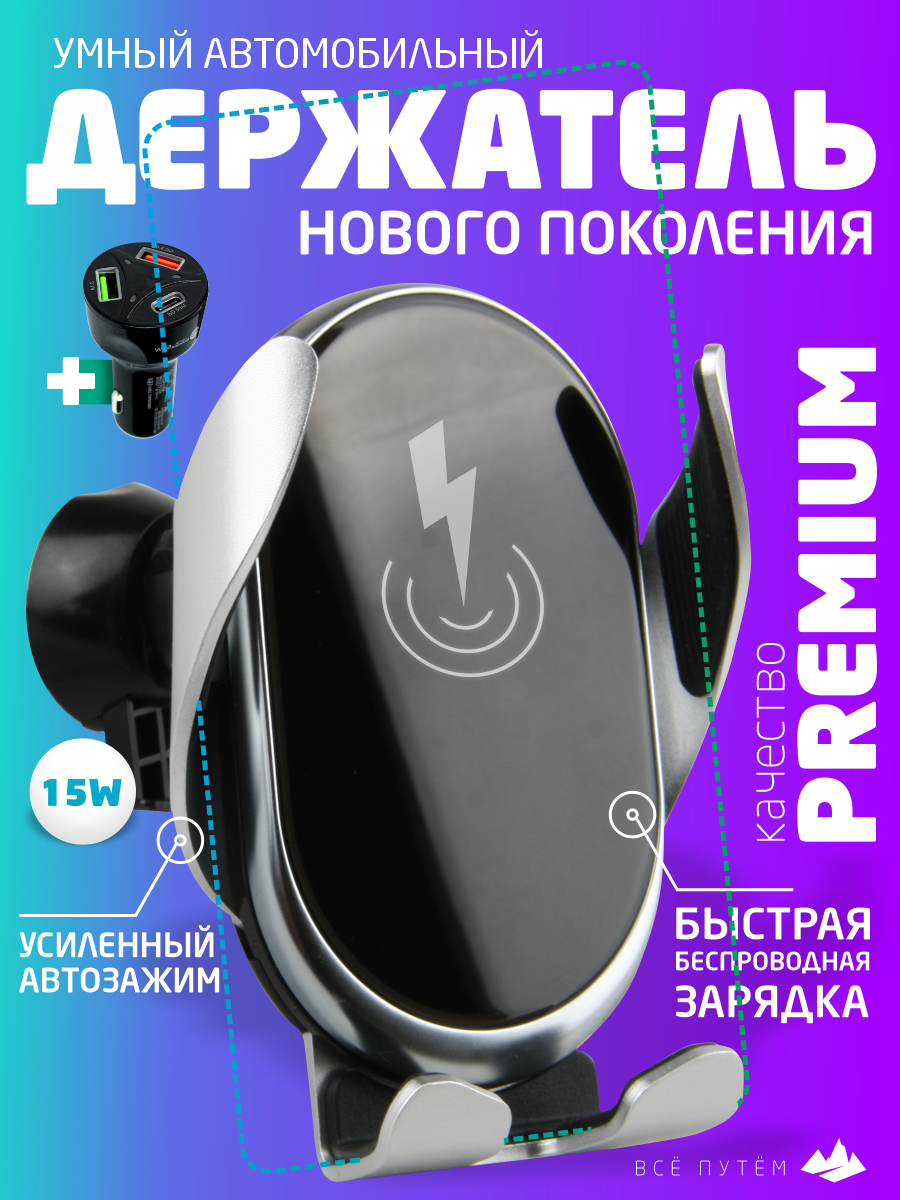 УМНЫЙ АВТОМОБИЛЬНЫЙ
ДЕРЖАТЕЛЬ
НОВОГО ПОКОЛЕНИЯ
качество
PREMIUM
15W
УСИЛЕННЫЙ
АВТОЗАЖИМ
БЫСТРАЯ
БЕСПРОВОДНАЯ
ЗАРЯДКА
ВСЁ ПУТЁМ